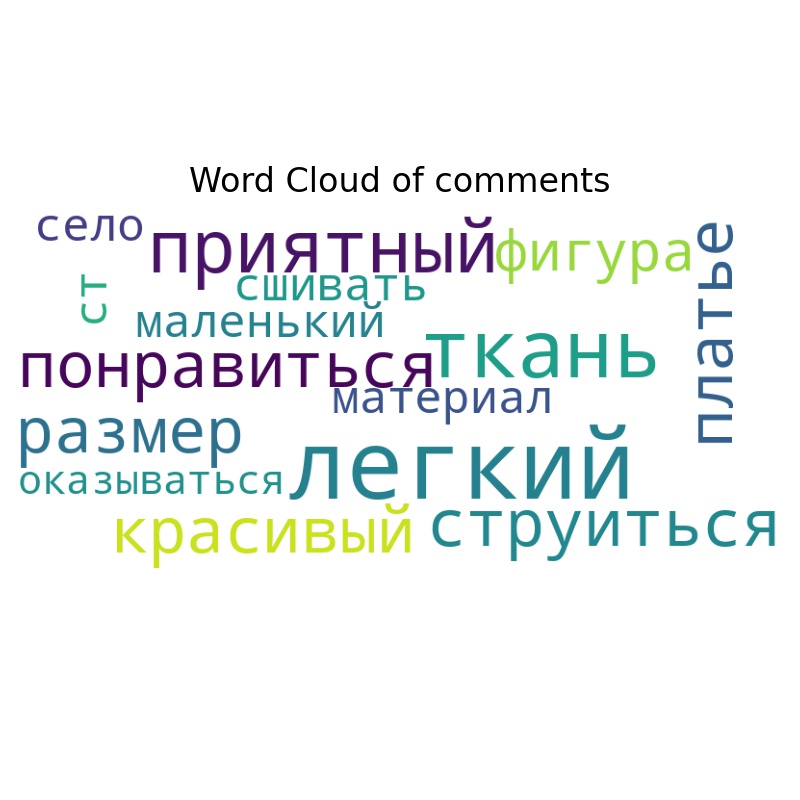 Word Cloud of comments
село
приятный
фигура
платье
ст
сшивать
маленький
понравиться
ткань
материал
размер
легкий
оказываться
красивый
струиться